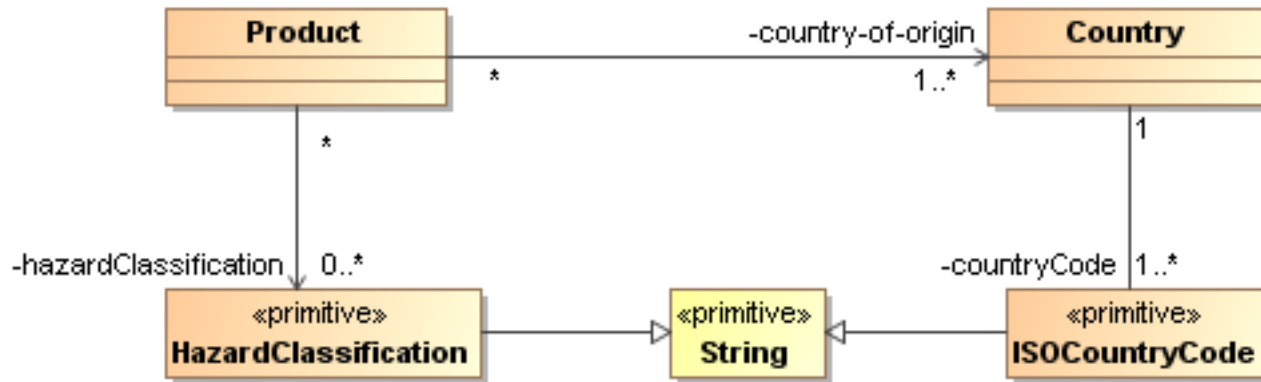 Product
-country-of-origin
Country
*
1..*
*
1
-hazardClassification
0..*
-countryCode
1..*
«primitive»
HazardClassification
«primitive»
String
«primitive»
ISOCountryCode